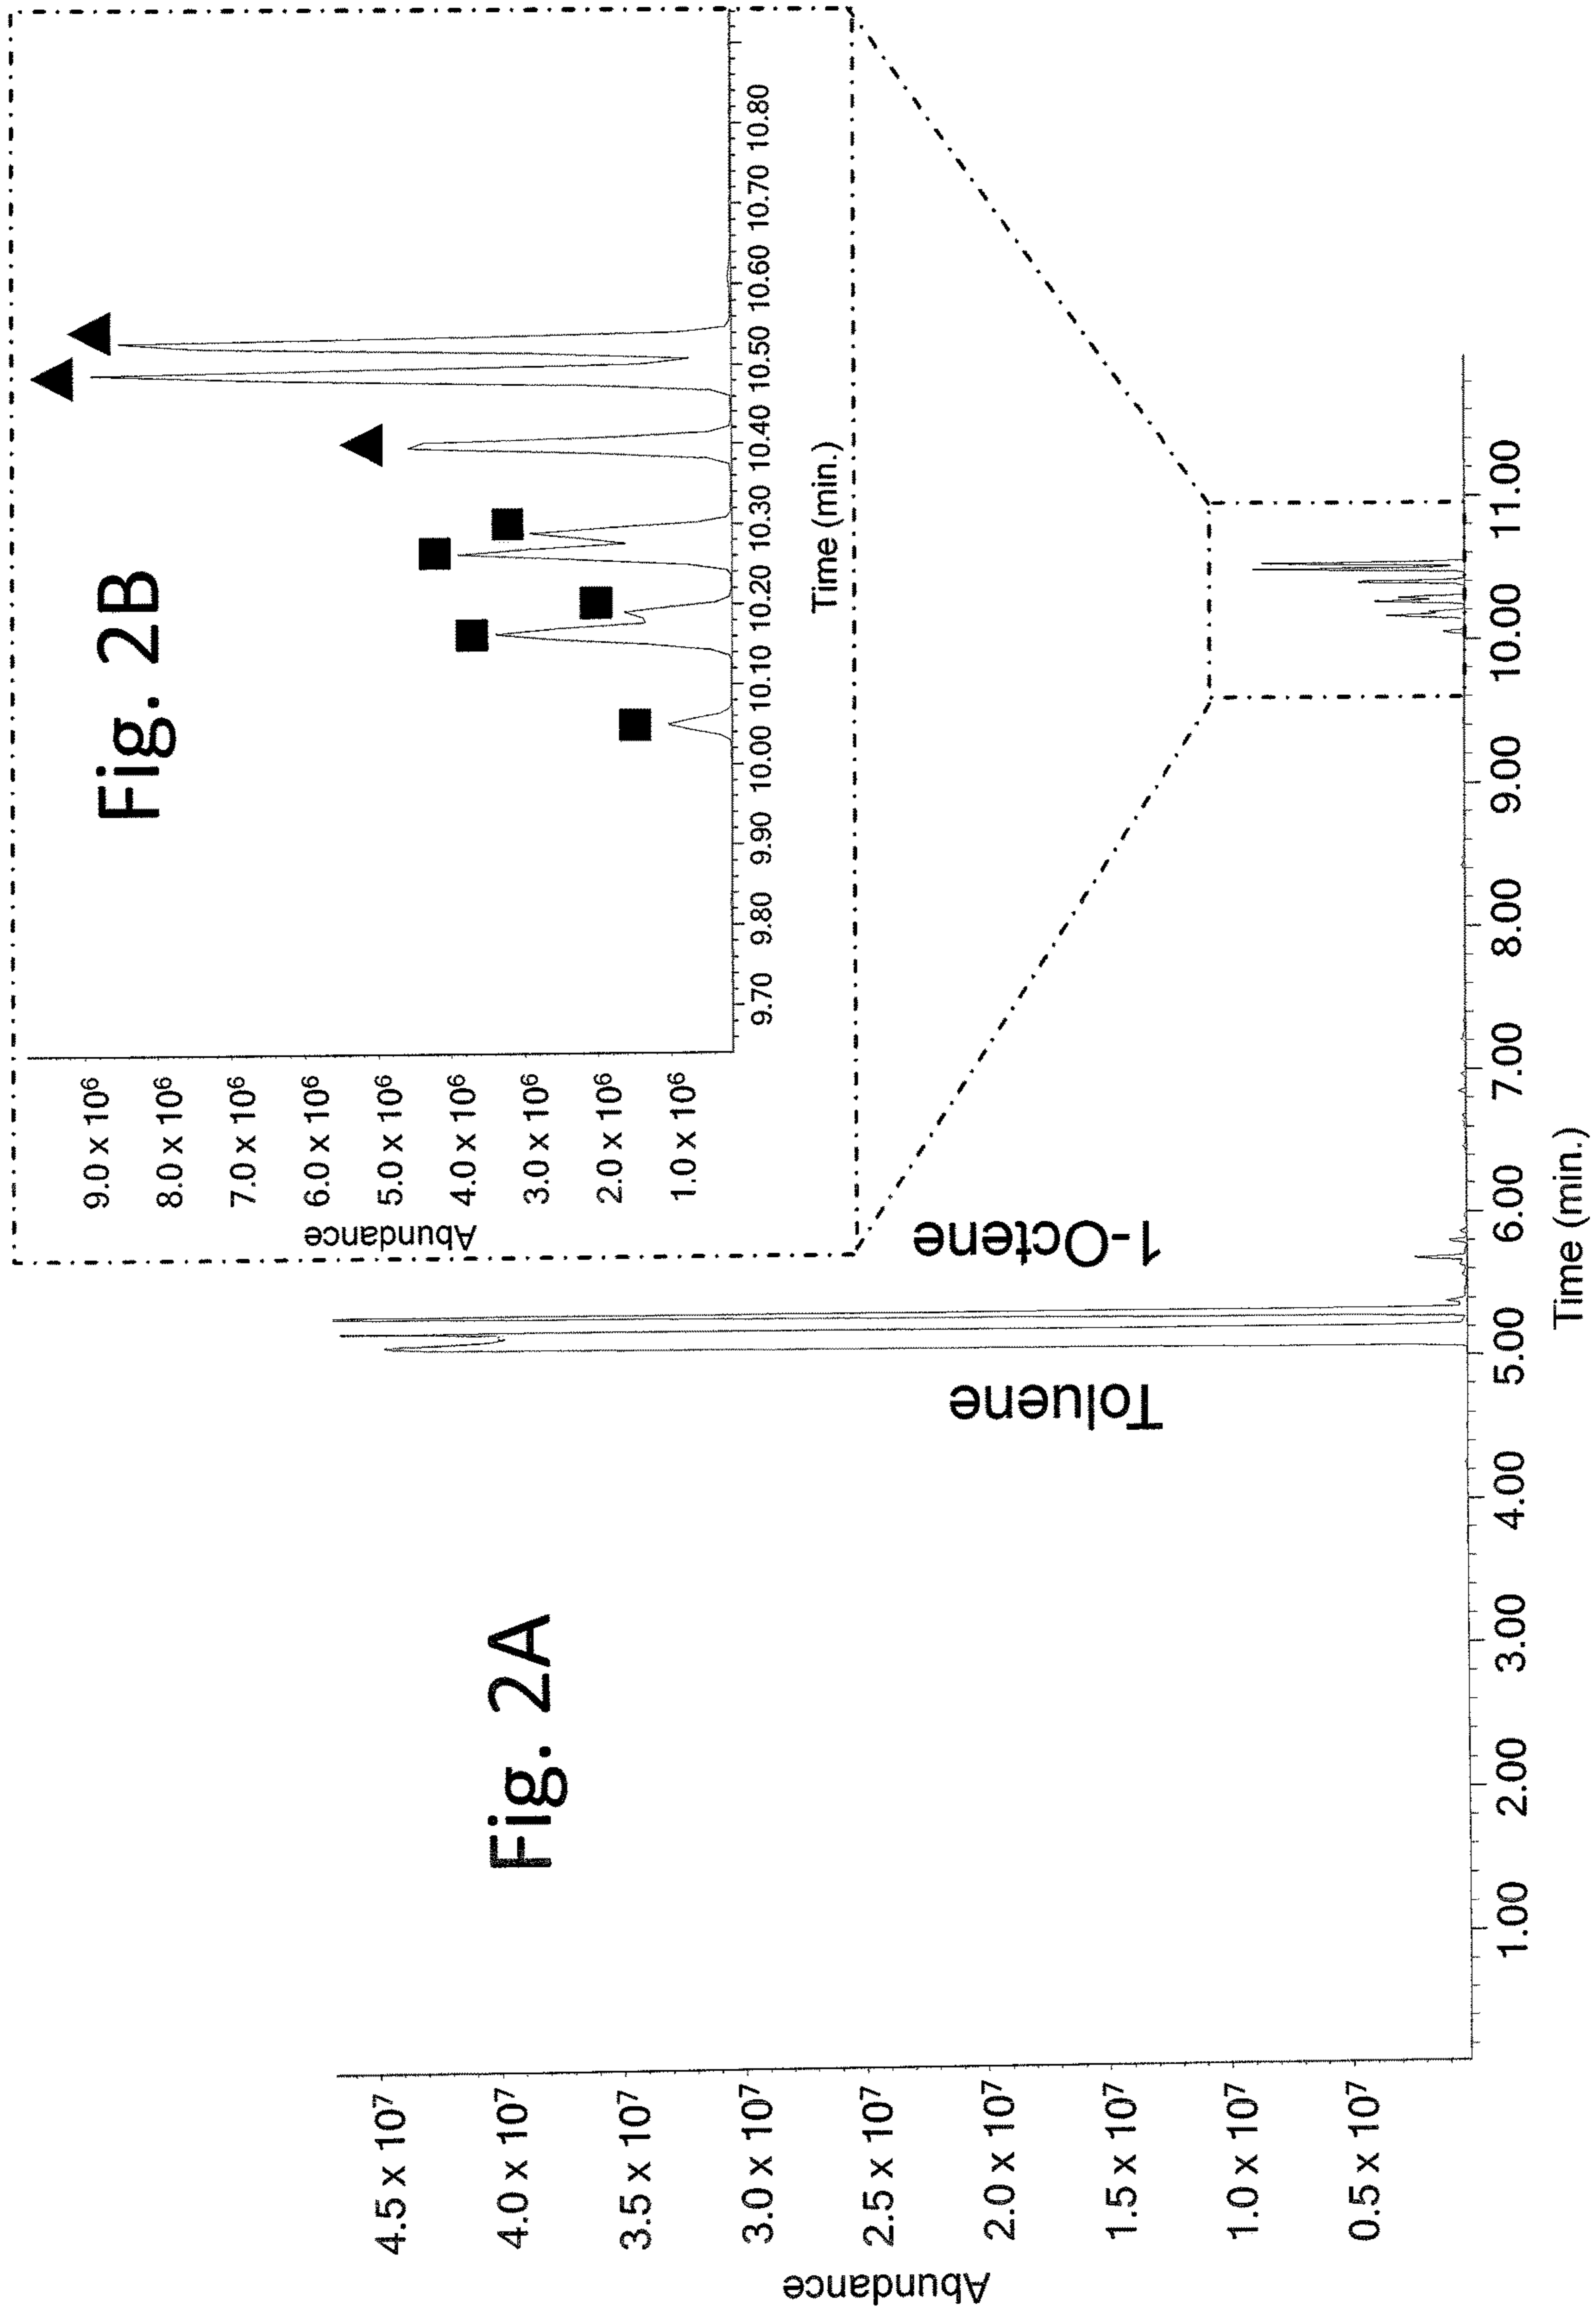 Fig. 2A
Abundance
4.5 x 10⁷
4.0 x 10⁷
3.5 x 10⁷
3.0 x 10⁷
2.5 x 10⁷
2.0 x 10⁷
1.5 x 10⁷
1.0 x 10⁷
0.5 x 10⁷
Toluene
1-Octene
1.00 2.00 3.00 4.00 5.00 6.00 7.00 8.00 9.00 10.00 11.00
Time (min.)
Fig. 2B
Abundance
9.0 x 10⁶
8.0 x 10⁶
7.0 x 10⁶
6.0 x 10⁶
5.0 x 10⁶
4.0 x 10⁶
3.0 x 10⁶
2.0 x 10⁶
1.0 x 10⁶
9.70 9.80 9.90 10.00 10.10 10.20 10.30 10.40 10.50 10.60 10.70 10.80
Time (min.)